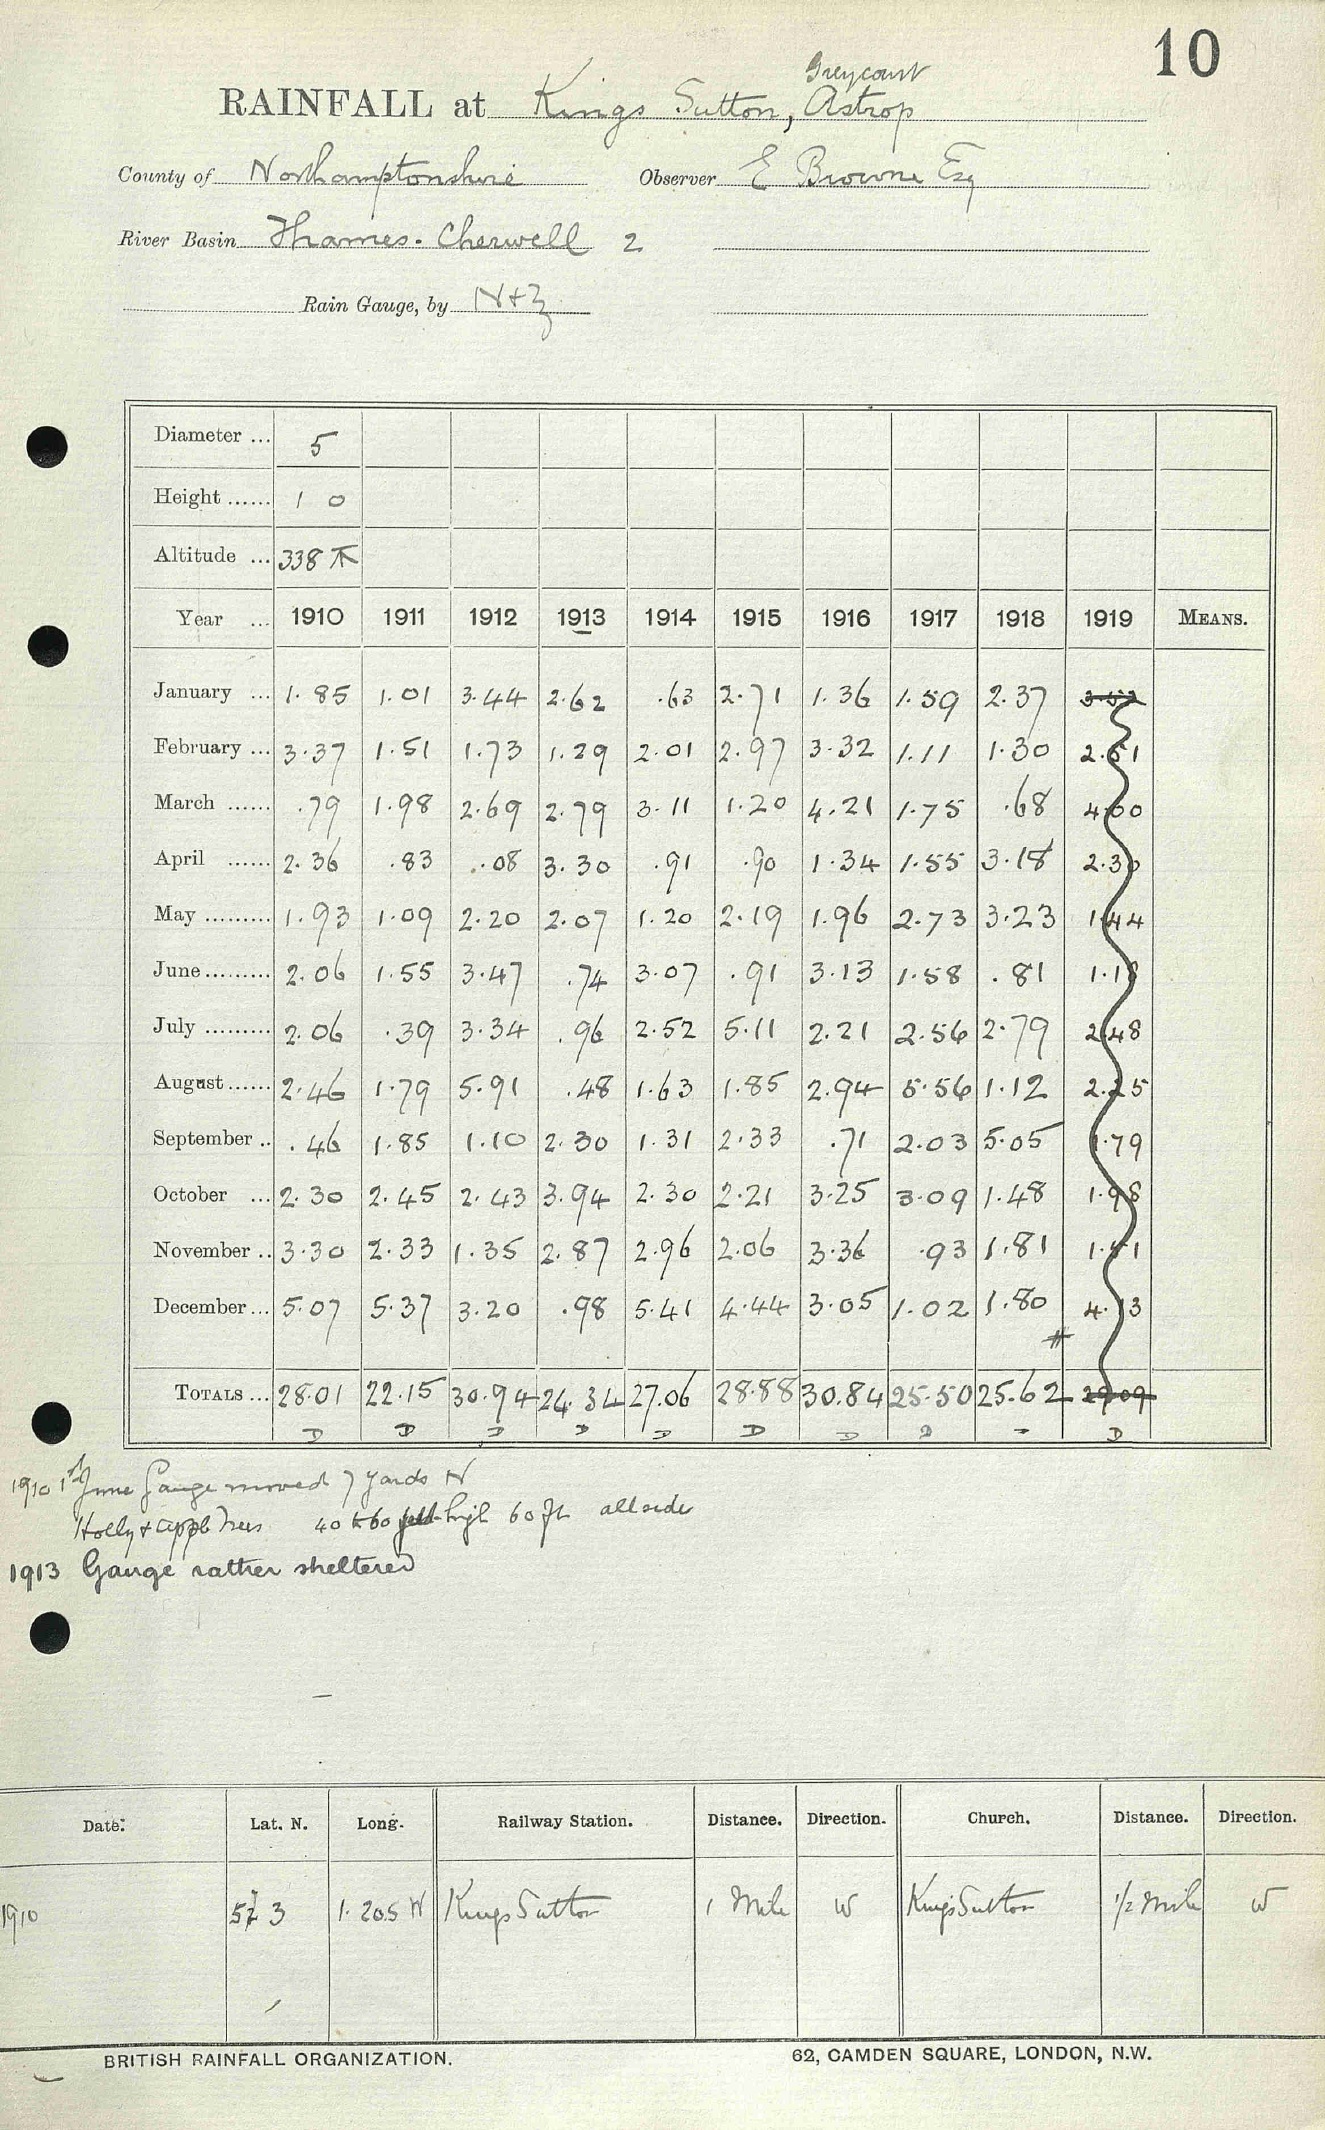 10
Greycourt
RAINFALL at Kings Sutton, Astrop
County of Northamptonshire Observer E Browne Esq
River Basin Thames. Cherwell 2
Rain Gauge, by N+Z
Diameter ... 5
Height ...... 1 0
Altitude ... 338
Year ... 1910 1911 1912 1913 1914 1915 1916 1917 1918 1919 MEANS.
January ... 1.85 1.01 3.44 2.62 .63 2.71 1.36 1.59 2.37 3.52
February ... 3.37 1.51 1.73 1.29 2.01 2.97 3.32 1.11 1.30 2.51
March ...... .79 1.98 2.69 2.79 3.11 1.20 4.21 1.75 .68 4.00
April ...... 2.36 .83 .08 3.30 .91 .90 1.34 1.55 3.18 2.30
May ......... 1.93 1.09 2.20 2.07 1.20 2.19 1.96 2.73 3.23 1.44
June ......... 2.06 1.55 3.47 .74 3.07 .91 3.13 1.58 .81 1.18
July ......... 2.06 .39 3.34 .96 2.52 5.11 2.21 2.56 2.79 2.48
August ...... 2.46 1.79 5.91 .48 1.63 1.85 2.94 5.56 1.12 2.25
September .. .46 1.85 1.10 2.30 1.31 2.33 .71 2.03 5.05 1.79
October ... 2.30 2.45 2.43 3.94 2.30 2.21 3.25 3.09 1.48 1.98
November .. 3.30 2.33 1.35 2.87 2.96 2.06 3.36 .93 1.81
December ... 5.07 5.37 3.20 .98 5.41 4.44 3.05 1.02 1.80 4.13
#
TOTALS ... 28.01 22.15 30.94 24.34 27.06 28.88 30.84 25.50 25.62 29.09
D D D D D D D D D
1910 1st June Gauge moved 7 yards N
Holly + apple trees 40 to 60 high 60 ft all side
1913 Gauge rather sheltered
Date. Lat. N. Long. Railway Station. Distance. Direction. Church. Distance. Direction.
1910 52 3 1. 20.5 W Kings Sutton 1 Mile W Kings Sutton 1/2 Mile W
BRITISH RAINFALL ORGANIZATION. 62, CAMDEN SQUARE, LONDON, N.W.